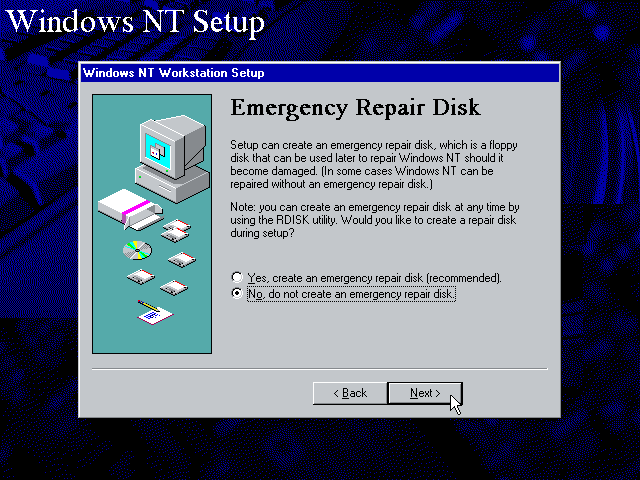 Windows NT Setup
Windows NT Workstation Setup
Emergency Repair Disk
Setup can create an emergency repair disk, which is a floppy
disk that can be used later to repair Windows NT should it
become damaged. (In some cases Windows NT can be
repaired without an emergency repair disk.)
Note: you can create an emergency repair disk at any time by
using the RDISK utility. Would you like to create a repair disk
during setup?
Yes, create an emergency repair disk (recommended).
No, do not create an emergency repair disk.
< Back
Next >